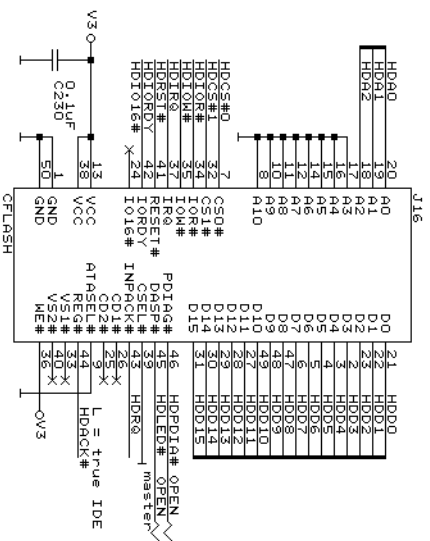 J16
HDA0 20 A0 D0 21 HDD0
HDA1 19 A1 D1 22 HDD1
HDA2 18 A2 D2 23 HDD2
17 A3 D3 2 HDD3
16 A4 D4 3 HDD4
15 A5 D5 4 HDD5
14 A6 D6 5 HDD6
12 A7 D7 6 HDD7
11 A8 D8 47 HDD8
10 A9 D9 48 HDD9
8 A10 D10 49 HDD10
D11 27 HDD11
D12 28 HDD12
HDCS#0 7 CS0# D13 29 HDD13
HDCS#1 32 CS1# D14 30 HDD14
HDIOR# 34 IOR# D15 31 HDD15
HDIOW# 35 IOW#
HDIRQ 37 IRQ PDIAG# 46 HDPDIA# OPEN
HDRST# 41 RESET# DASP# 45 HDLED# OPEN
HDIORDY 42 IORDY CSEL# 39 master
HDIO16# 24 IO16# INPACK# 43 HDRQ
CD1# 26
CD2# 25
V3 13 VCC ATASEL# 9 L = true IDE
38 VCC REG# 44 HDACK#
0.1uF VS1# 33
C230 1 GND VS2# 40
50 GND WE# 36 V3
CFLASH